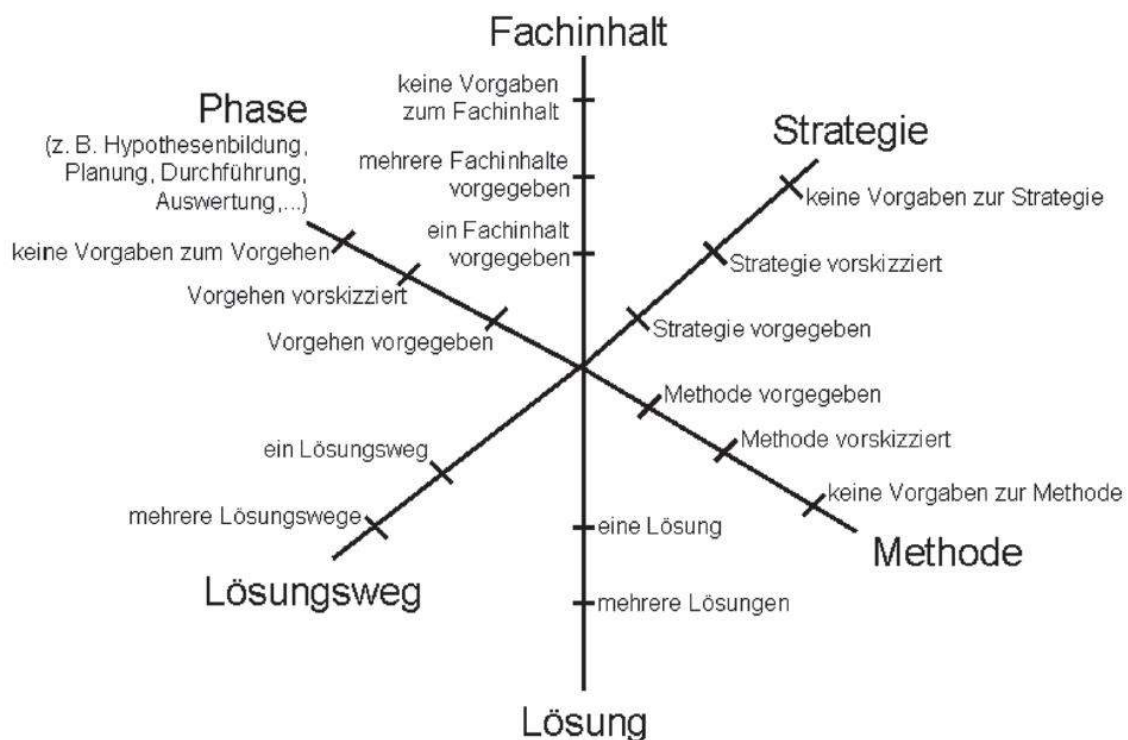 Fachinhalt
keine Vorgaben
zum Fachinhalt
mehrere Fachinhalte
vorgegeben
ein Fachinhalt
vorgegeben
Phase
(z. B. Hypothesenbildung,
Planung, Durchführung,
Auswertung,...)
keine Vorgaben zum Vorgehen
Vorgehen vorskizziert
Vorgehen vorgegeben
Strategie
keine Vorgaben zur Strategie
Strategie vorskizziert
Strategie vorgegeben
Methode vorgegeben
Methode vorskizziert
keine Vorgaben zur Methode
Methode
ein Lösungsweg
mehrere Lösungswege
Lösungsweg
eine Lösung
mehrere Lösungen
Lösung